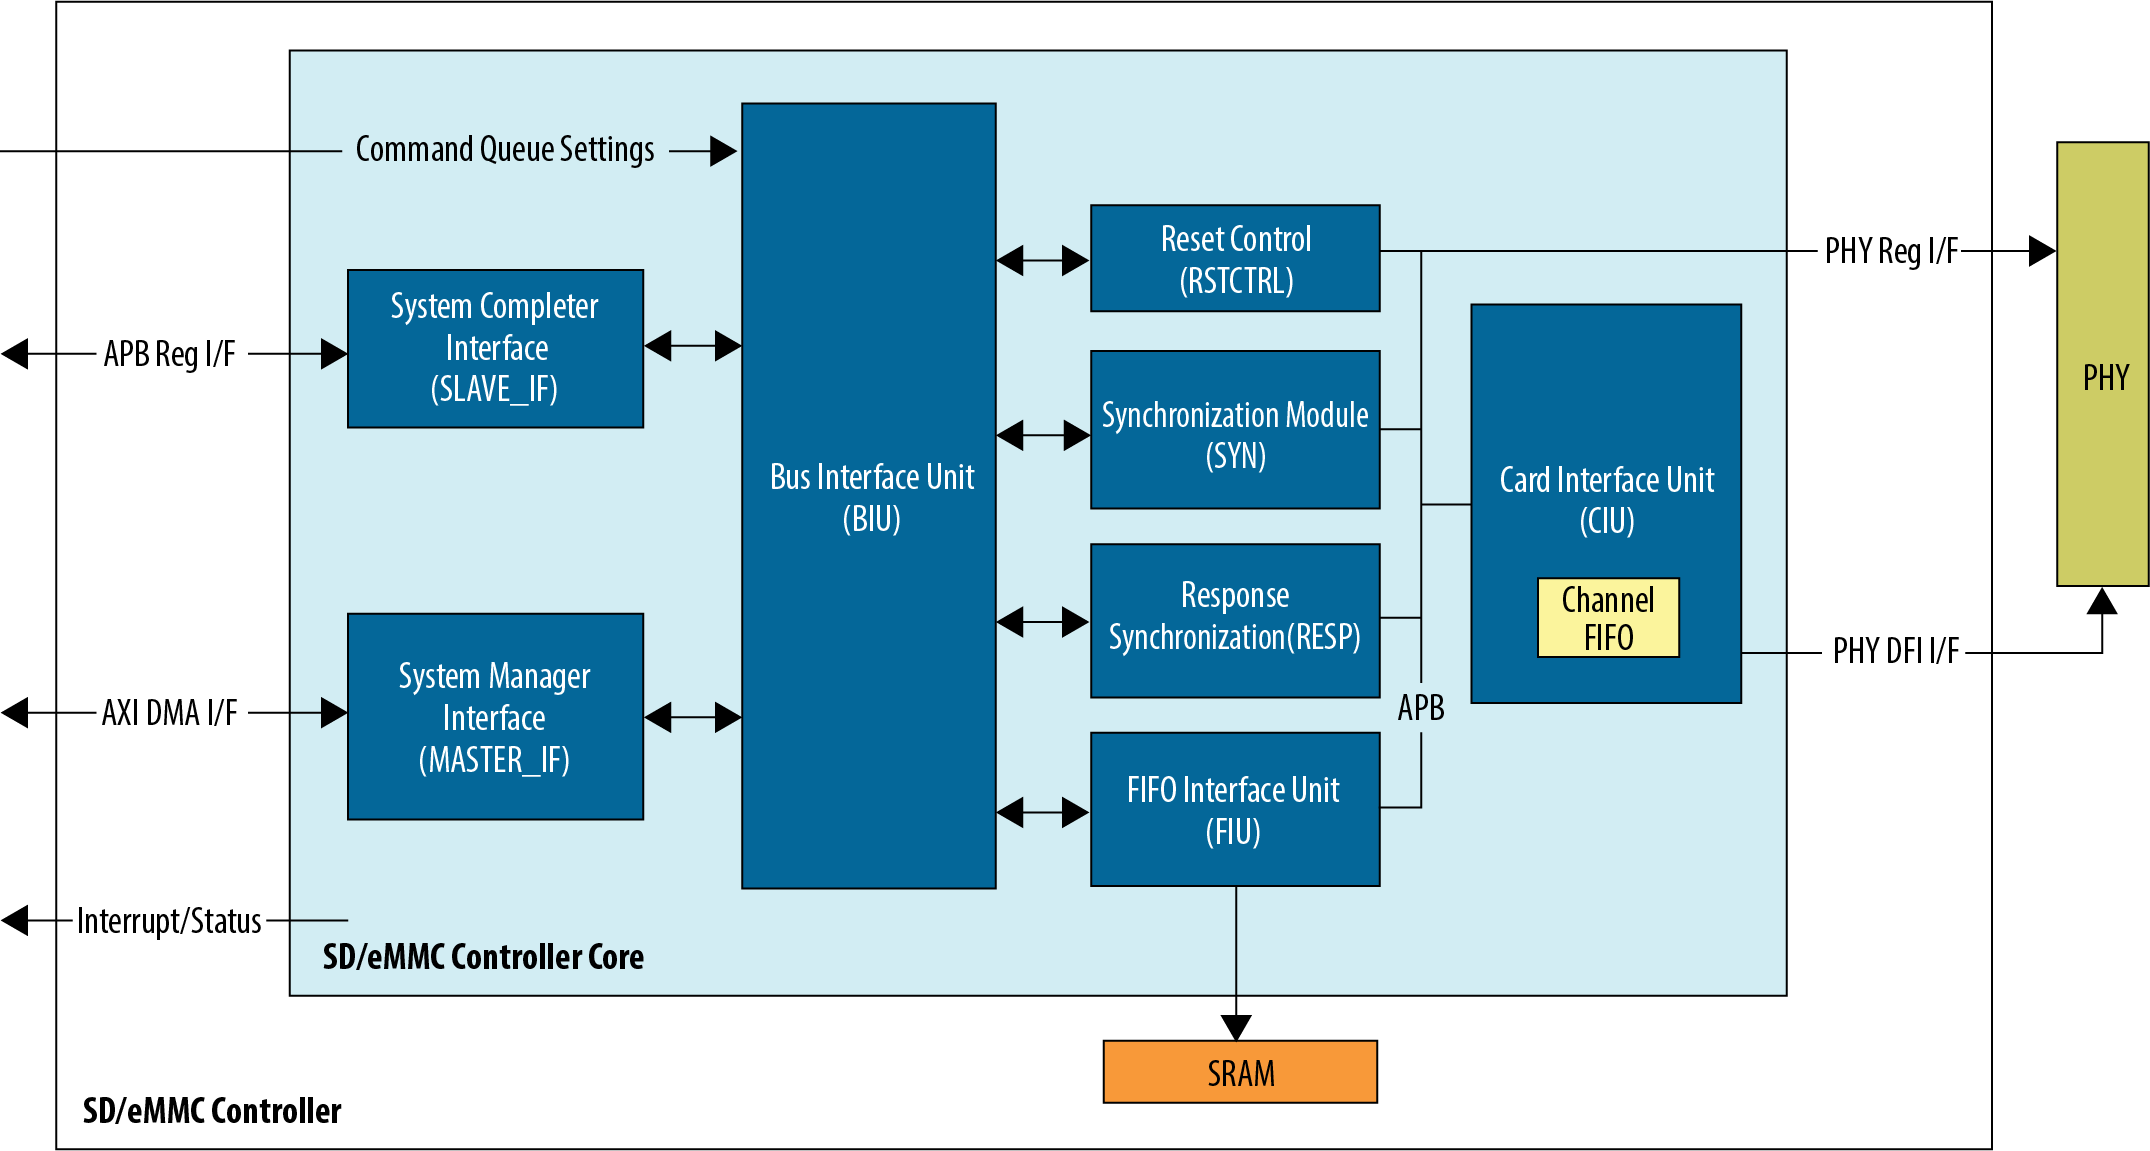 Command Queue Settings
Reset Control
(RSTCTRL)
PHY Reg I/F
System Completer
Interface
(SLAVE_IF)
APB Reg I/F
PHY
Synchronization Module
(SYN)
Bus Interface Unit
(BIU)
Card Interface Unit
(CIU)
Channel
FIFO
Response
Synchronization(RESP)
PHY DFI I/F
System Manager
Interface
(MASTER_IF)
AXI DMA I/F
APB
FIFO Interface Unit
(FIU)
Interrupt/Status
SD/eMMC Controller Core
SRAM
SD/eMMC Controller